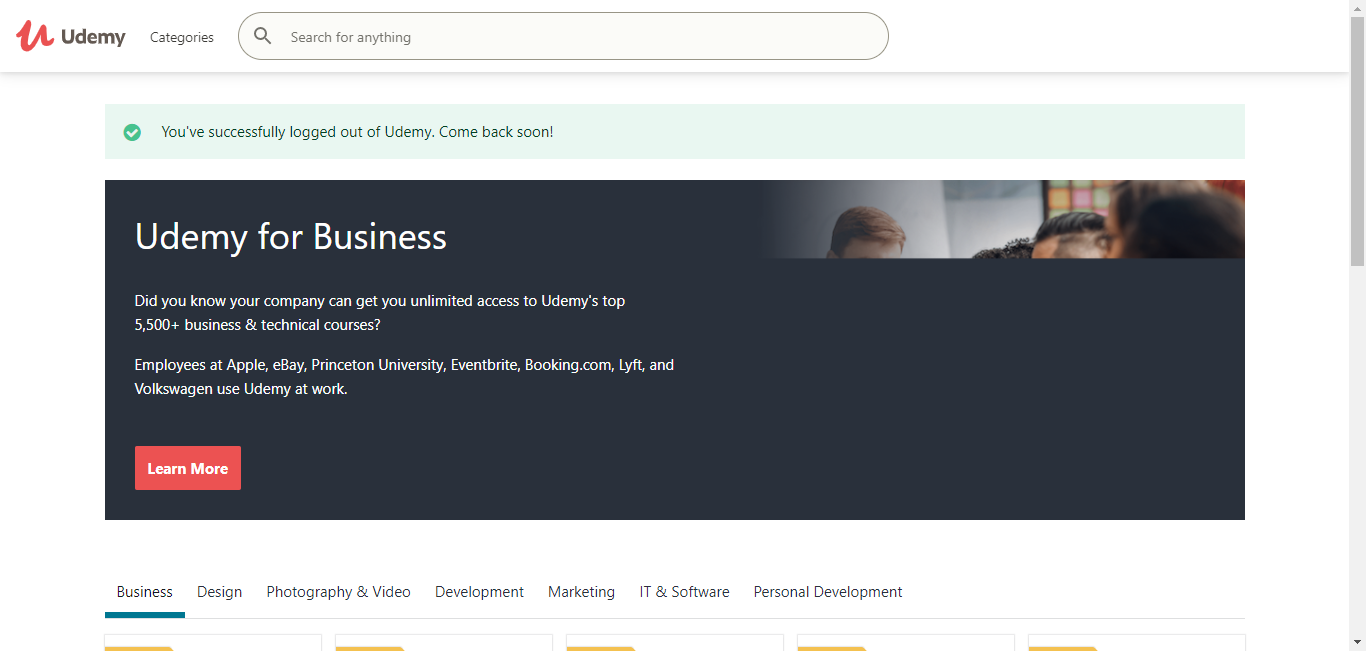 Udemy
Categories
Search for anything
You've successfully logged out of Udemy. Come back soon!
Udemy for Business
Did you know your company can get you unlimited access to Udemy's top
5,500+ business & technical courses?
Employees at Apple, eBay, Princeton University, Eventbrite, Booking.com, Lyft, and
Volkswagen use Udemy at work.
Learn More
Business Design Photography & Video Development Marketing IT & Software Personal Development